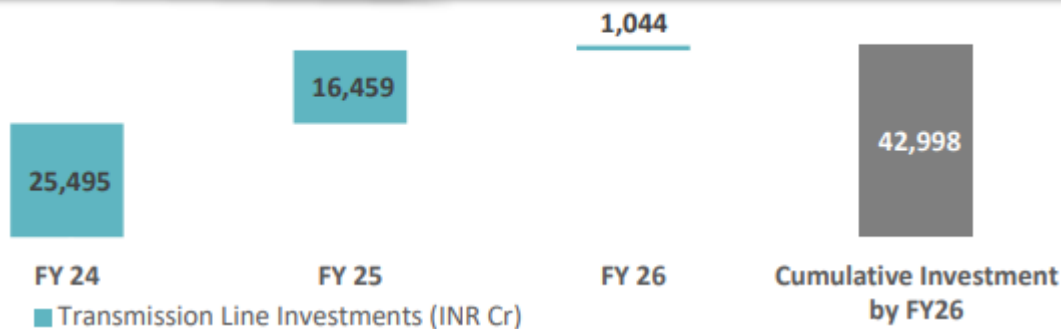 1,044
16,459
42,998
25,495
FY 24
FY 25
FY 26
Cumulative Investment
by FY26
Transmission Line Investments (INR Cr)